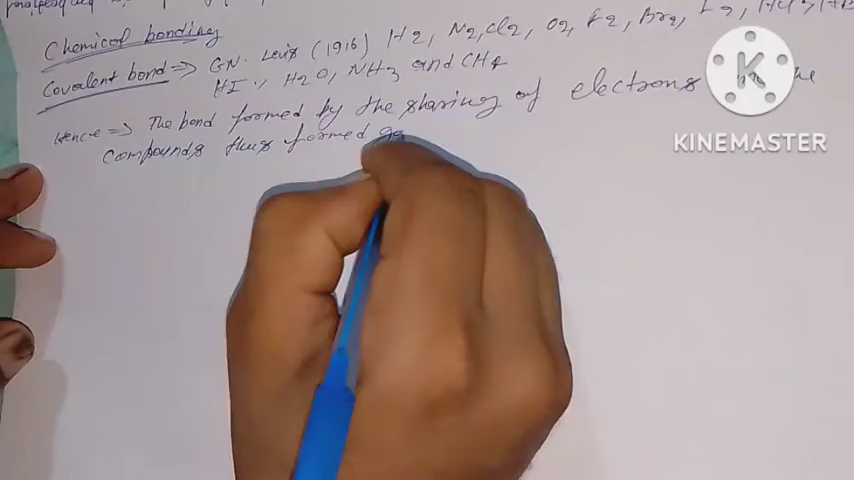 Chemical bonding
Covalent bond ⇒ G.N. Lewis (1916) H2, N2, Cl2, O2, F2, Br2, I2, HCl, HB
HI., H2O, NH3 and CH4
Hence ⇒ The bond formed by the sharing of electrons
compounds thus formed
K
KINEMASTER